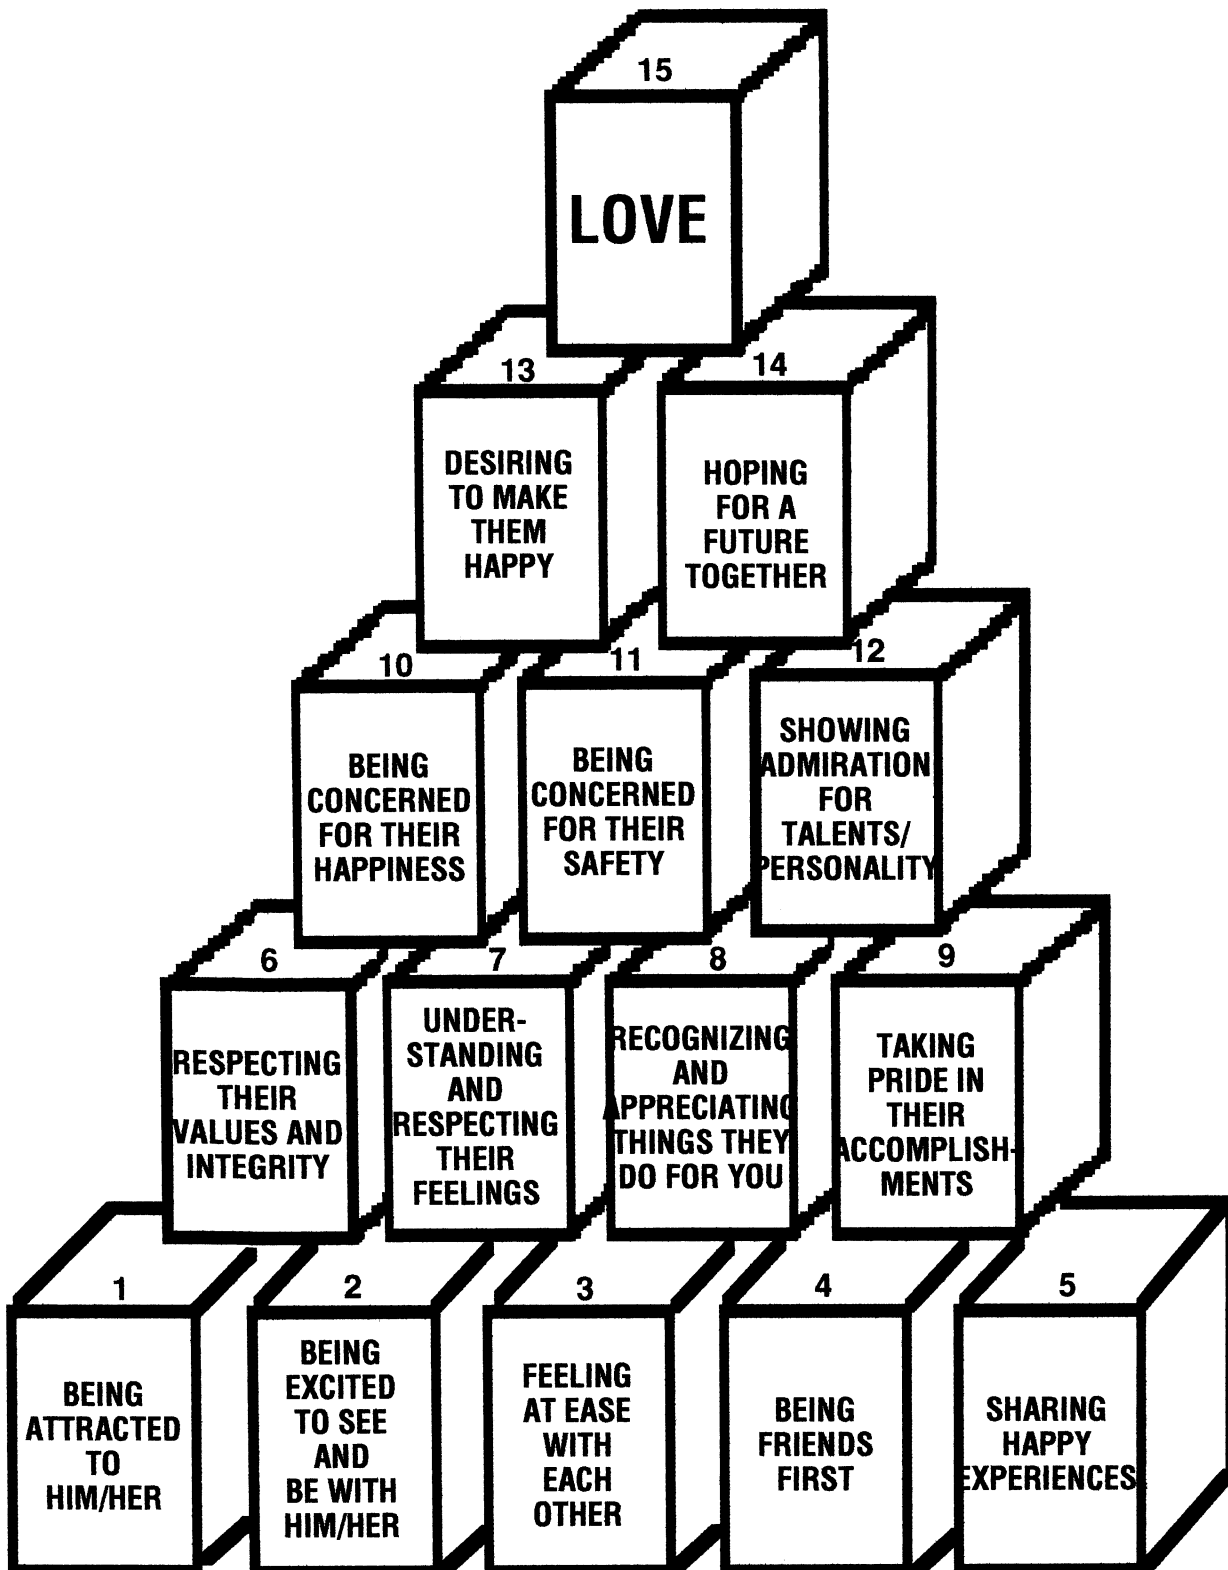 15
LOVE
13
DESIRING
TO MAKE
THEM
HAPPY
14
HOPING
FOR A
FUTURE
TOGETHER
10
BEING
CONCERNED
FOR THEIR
HAPPINESS
11
BEING
CONCERNED
FOR THEIR
SAFETY
12
SHOWING
ADMIRATION
FOR
TALENTS/
PERSONALITY
6
RESPECTING
THEIR
VALUES AND
INTEGRITY
7
UNDER-
STANDING
AND
RESPECTING
THEIR
FEELINGS
8
RECOGNIZING
AND
APPRECIATING
THINGS THEY
DO FOR YOU
9
TAKING
PRIDE IN
THEIR
ACCOMPLISH-
MENTS
1
BEING
ATTRACTED
TO
HIM/HER
2
BEING
EXCITED
TO SEE
AND
BE WITH
HIM/HER
3
FEELING
AT EASE
WITH
EACH
OTHER
4
BEING
FRIENDS
FIRST
5
SHARING
HAPPY
EXPERIENCES